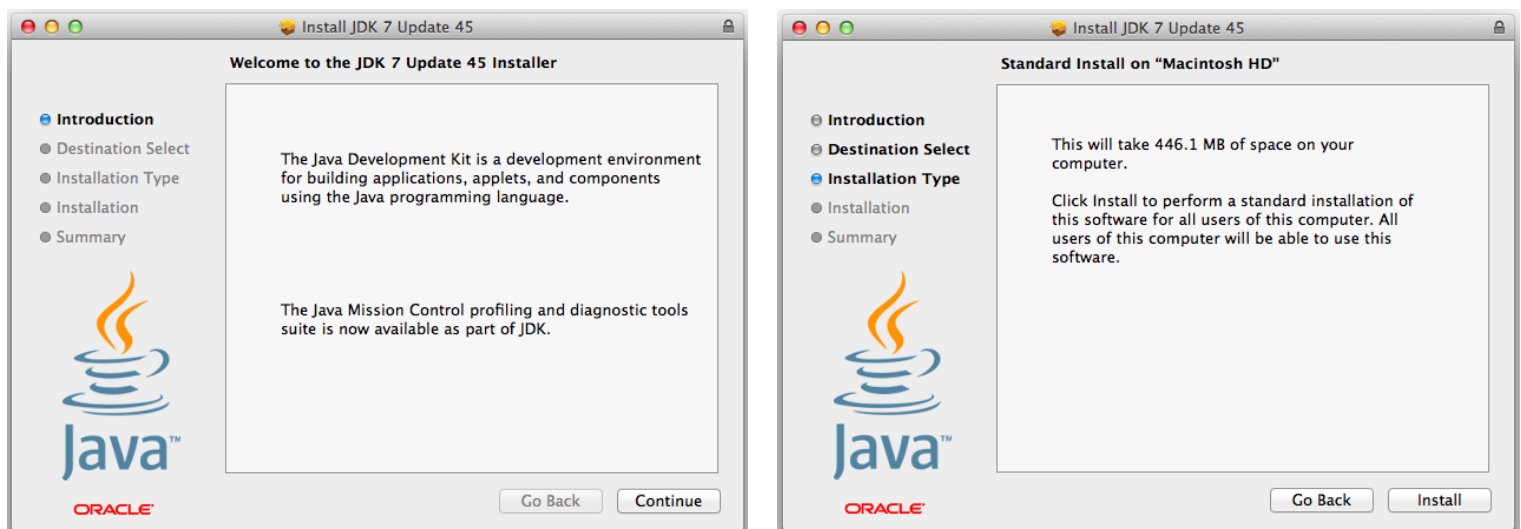 Install JDK 7 Update 45
Welcome to the JDK 7 Update 45 Installer
Introduction
Destination Select
Installation Type
Installation
Summary
The Java Development Kit is a development environment
for building applications, applets, and components
using the Java programming language.
The Java Mission Control profiling and diagnostic tools
suite is now available as part of JDK.
Java™
ORACLE®
Go Back
Continue
Install JDK 7 Update 45
Standard Install on “Macintosh HD”
Introduction
Destination Select
Installation Type
Installation
Summary
This will take 446.1 MB of space on your
computer.
Click Install to perform a standard installation of
this software for all users of this computer. All
users of this computer will be able to use this
software.
Java™
ORACLE®
Go Back
Install